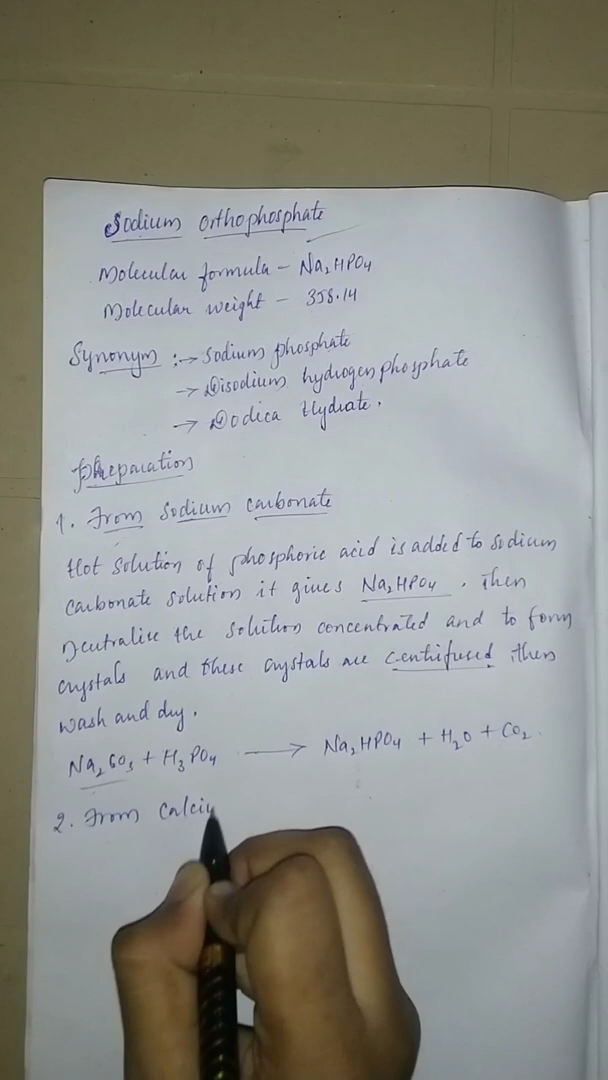 Sodium Orthophosphate
Molecular formula - Na2HPO4
Molecular weight - 358.14
Synonym :-> Sodium phosphate
-> Disodium hydrogen phosphate
-> Dodica Hydrate.
Preparation
1. From Sodium carbonate
Hot Solution of phosphoric acid is added to sodium
carbonate solution it gives Na2HPO4. Then
neutralise the solution concentrated and to form
crystals and these crystals are centrifused then
wash and dry.
Na2CO3 + H3PO4 → Na2HPO4 + H2O + CO2.
2. From Calciu